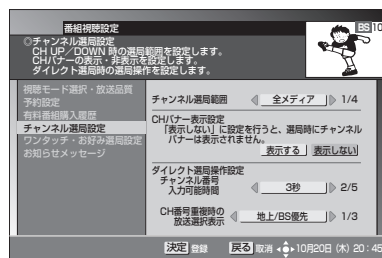 番組視聴設定
BS 10
◎チャンネル選局設定
CH UP／DOWN 時の選局範囲を設定します。
CHバナーの表示・非表示を設定します。
ダイレクト選局時の選局操作を設定します。
視聴モード選択・放送品質
予約設定
有料番組購入履歴
チャンネル選局設定
ワンタッチ・お好み選局設定
お知らせメッセージ
チャンネル選局範囲 全メディア 1/4
CHバナー表示設定
「表示しない」に設定を行うと、選局時にチャンネル
バナーは表示されません。
表示する 表示しない
ダイレクト選局操作設定
チャンネル番号
入力可能時間 3秒 2/5
CH番号重複時の
放送選択表示 地上/BS優先 1/3
決定 登録 戻る 取消 10月20日 (木) 20：45